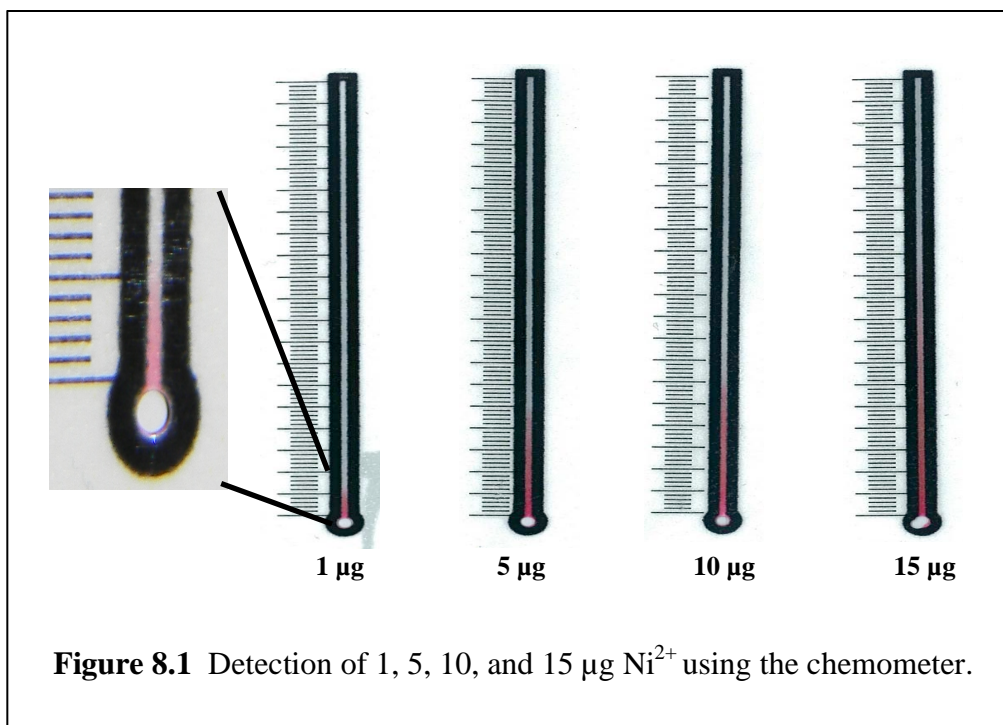 1 µg 5 µg 10 µg 15 µg
Figure 8.1 Detection of 1, 5, 10, and 15 µg Ni²⁺ using the chemometer.